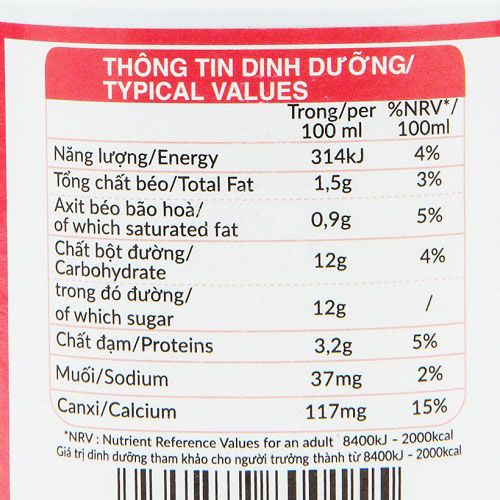 THÔNG TIN DINH DƯỠNG/
TYPICAL VALUES
Trong/per %NRV*/
100 ml 100ml
Năng lượng/Energy 314kJ 4%
Tổng chất béo/Total Fat 1,5g 3%
Axit béo bão hoà/
of which saturated fat 0,9g 5%
Chất bột đường/
Carbohydrate 12g 4%
trong đó đường/
of which sugar 12g /
Chất đạm/Proteins 3,2g 5%
Muối/Sodium 37mg 2%
Canxi/Calcium 117mg 15%
*NRV : Nutrient Reference Values for an adult 8400kJ - 2000kcal
Giá trị dinh dưỡng tham khảo cho người trưởng thành từ 8400kJ - 2000kcal